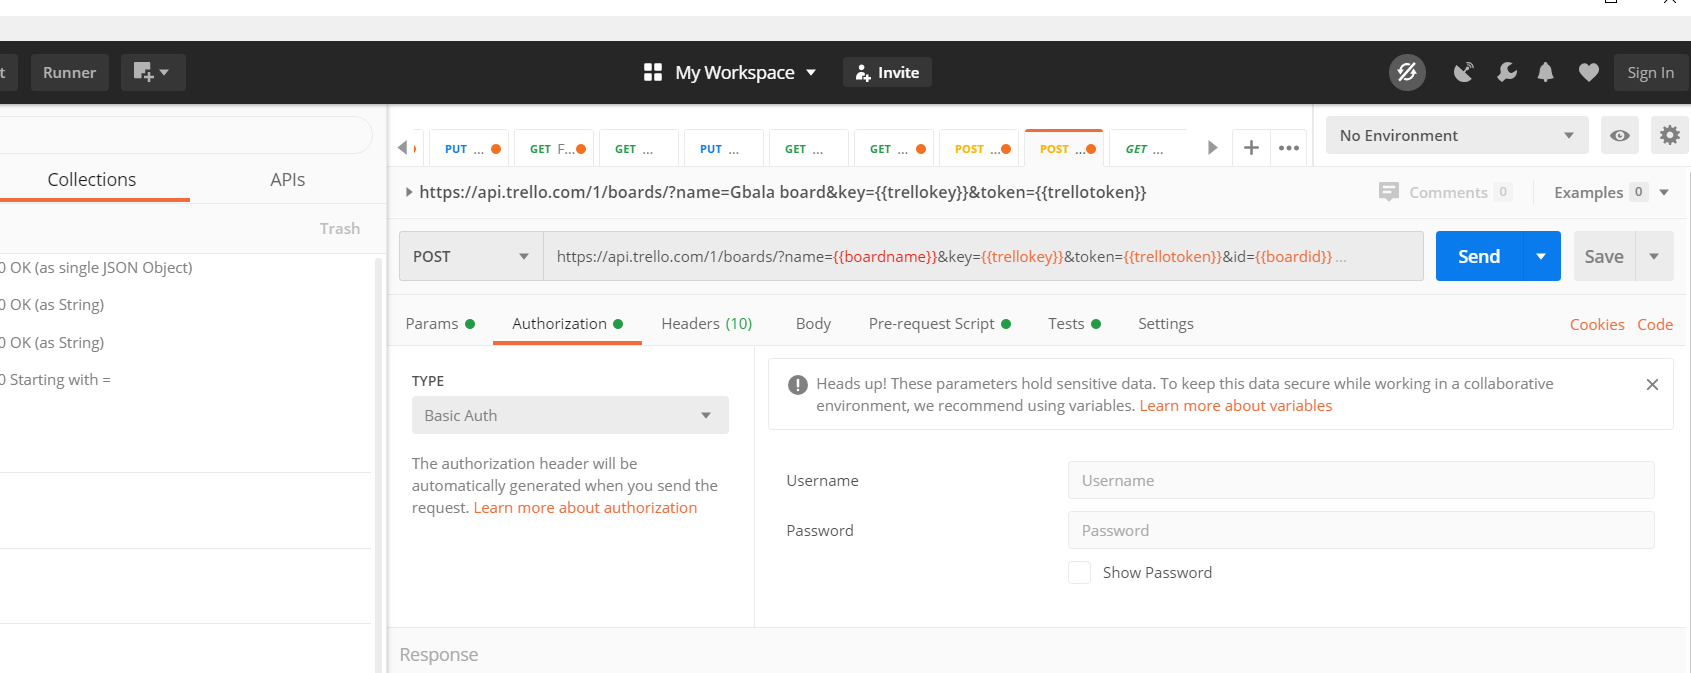 t Runner My Workspace Invite Sign In
PUT ... GET F... GET ... PUT ... GET ... GET ... POST ... POST ... GET ... No Environment
Collections APIs
https://api.trello.com/1/boards/?name=Gbala board&key={{trellokey}}&token={{trellotoken}} Comments 0 Examples 0
Trash
POST https://api.trello.com/1/boards/?name={{boardname}}&key={{trellokey}}&token={{trellotoken}}&id={{boardid}} ... Send Save
0 OK (as single JSON Object)
0 OK (as String)
0 OK (as String)
0 Starting with =
Params Authorization Headers (10) Body Pre-request Script Tests Settings Cookies Code
TYPE
Basic Auth
The authorization header will be
automatically generated when you send the
request. Learn more about authorization
Heads up! These parameters hold sensitive data. To keep this data secure while working in a collaborative
environment, we recommend using variables. Learn more about variables
Username Username
Password Password
Show Password
Response